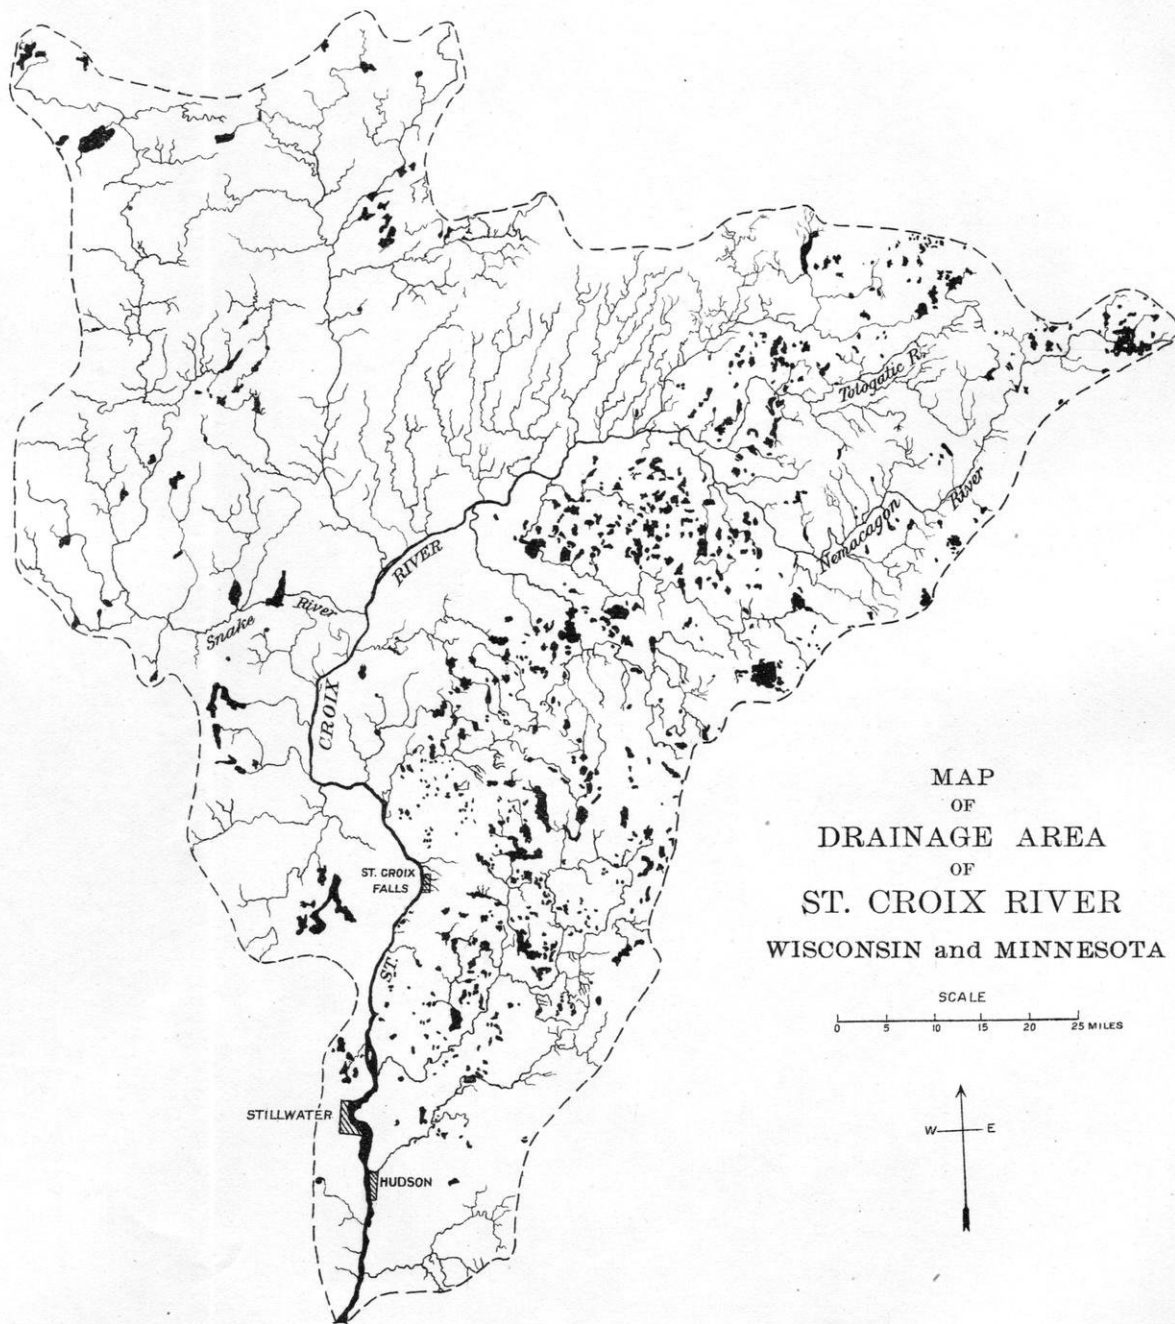 Totogatic R.
Nemacagon River
Snake River
ST. CROIX RIVER
ST. CROIX
FALLS
STILLWATER
HUDSON
MAP
OF
DRAINAGE AREA
OF
ST. CROIX RIVER
WISCONSIN and MINNESOTA
SCALE
0 5 10 15 20 25 MILES
W E